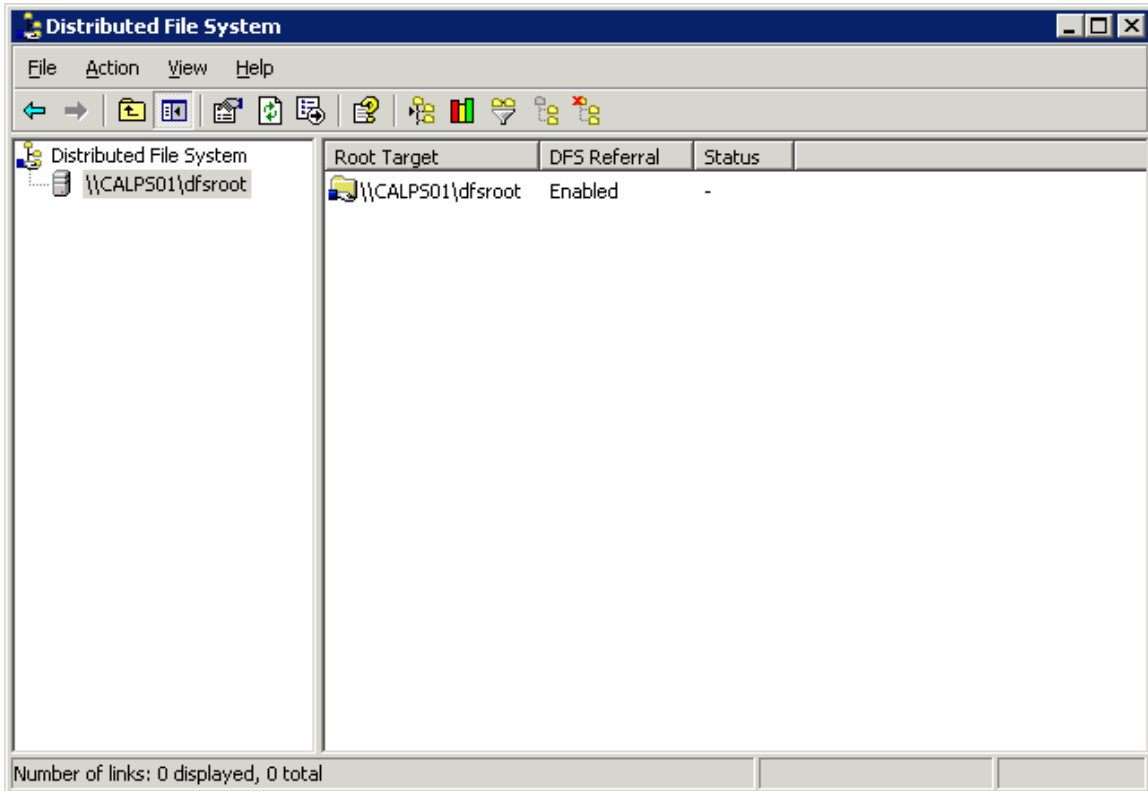 Distributed File System
File Action View Help
Distributed File System
\\CALPS01\dfsroot
Root Target DFS Referral Status
\\CALPS01\dfsroot Enabled -
Number of links: 0 displayed, 0 total